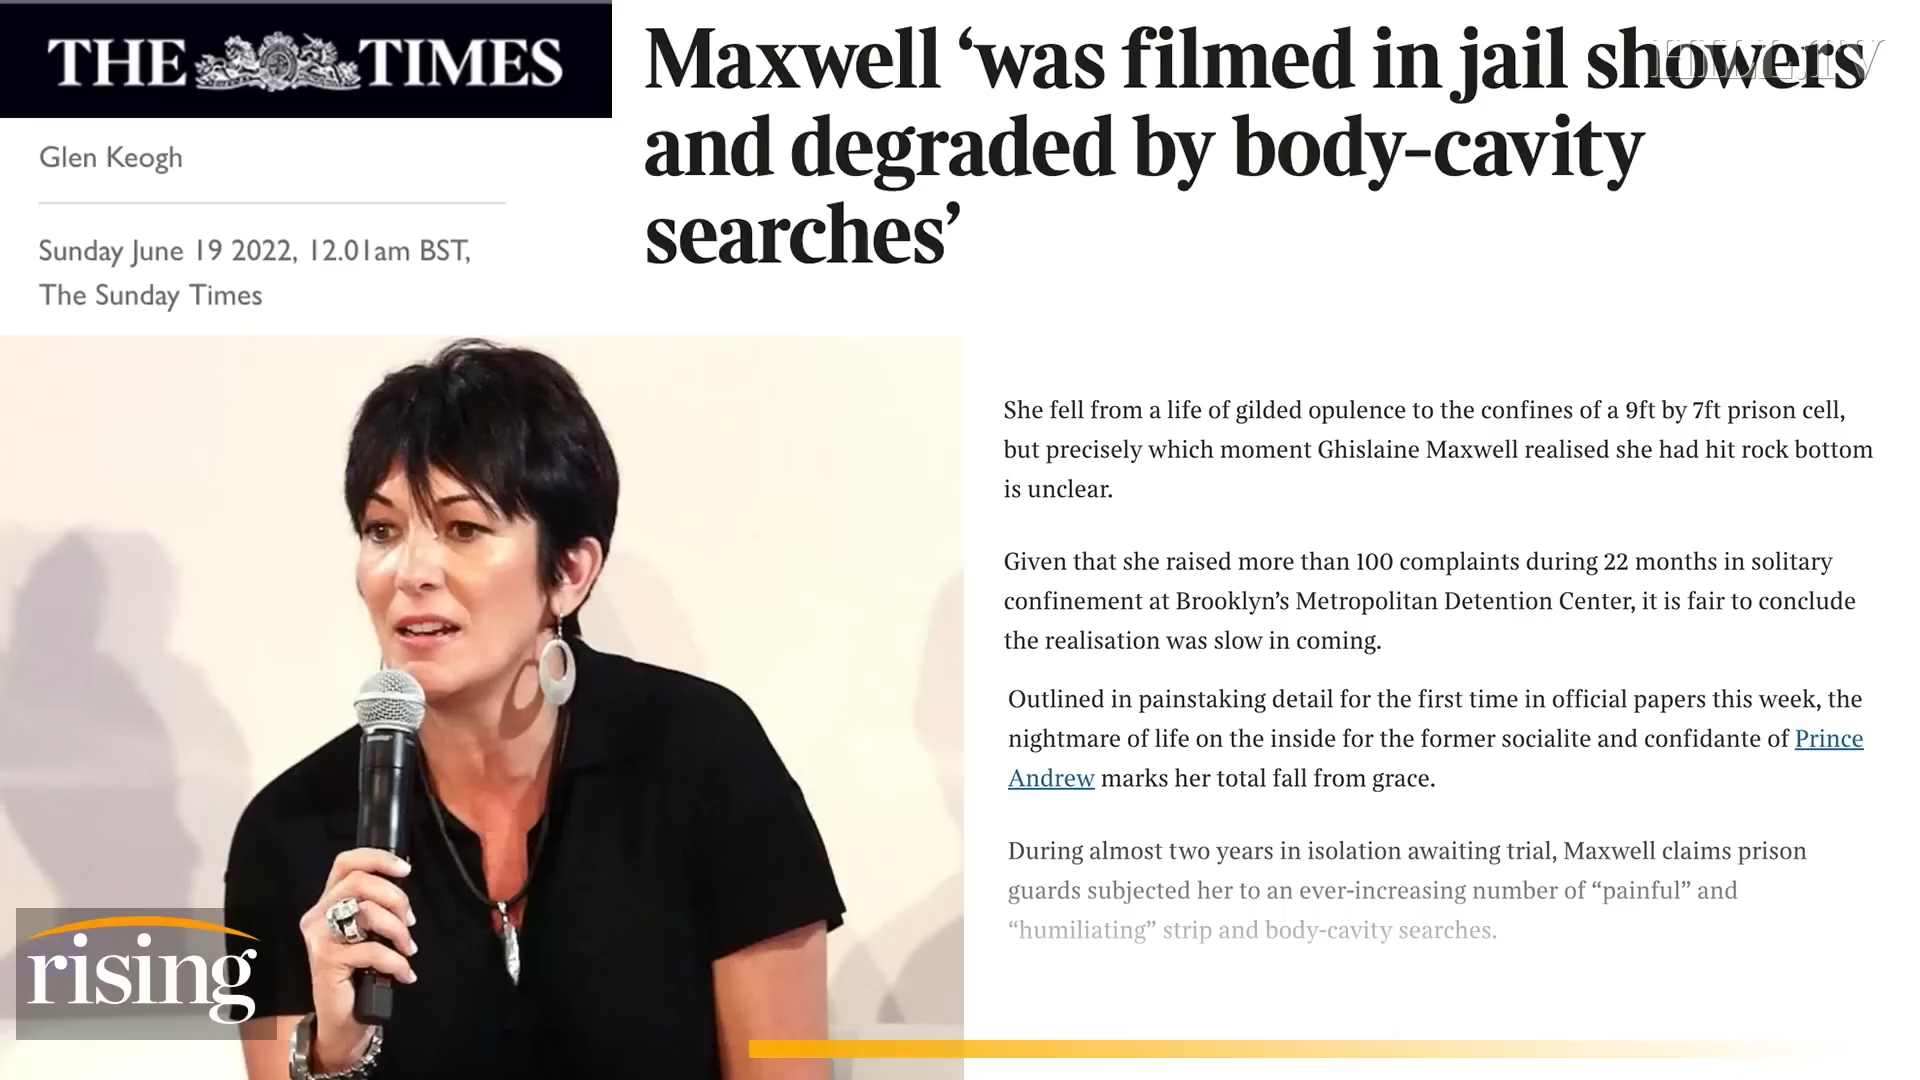 THE TIMES
Maxwell ‘was filmed in jail showers
and degraded by body-cavity
searches’
HILL.TV
Glen Keogh
Sunday June 19 2022, 12.01am BST,
The Sunday Times
She fell from a life of gilded opulence to the confines of a 9ft by 7ft prison cell,
but precisely which moment Ghislaine Maxwell realised she had hit rock bottom
is unclear.
Given that she raised more than 100 complaints during 22 months in solitary
confinement at Brooklyn’s Metropolitan Detention Center, it is fair to conclude
the realisation was slow in coming.
Outlined in painstaking detail for the first time in official papers this week, the
nightmare of life on the inside for the former socialite and confidante of Prince
Andrew marks her total fall from grace.
During almost two years in isolation awaiting trial, Maxwell claims prison
guards subjected her to an ever-increasing number of “painful” and
“humiliating” strip and body-cavity searches.
rising